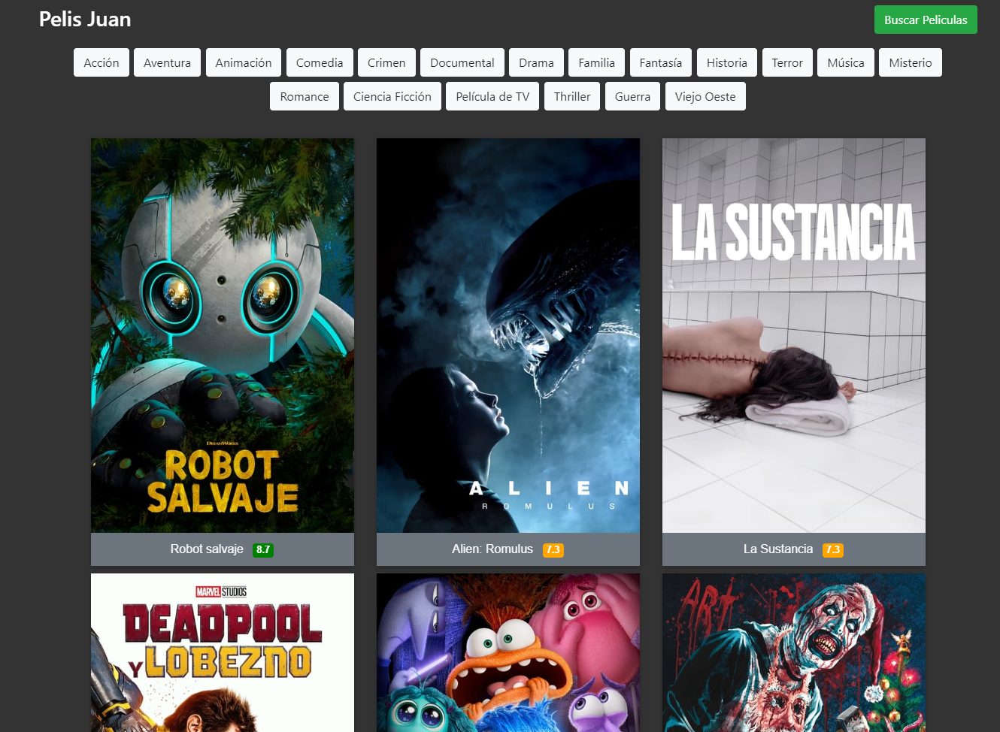 Pelis Juan
Buscar Peliculas
Acción Aventura Animación Comedia Crimen Documental Drama Familia Fantasía Historia Terror Música Misterio
Romance Ciencia Ficción Película de TV Thriller Guerra Viejo Oeste
DREAMWORKS
ROBOT
SALVAJE
ALIEN
ROMULUS
LA SUSTANCIA
Robot salvaje 8.7
Alien: Romulus 7.3
La Sustancia 7.3
MARVEL STUDIOS
DEADPOOL
Y LOBEZNO
ART